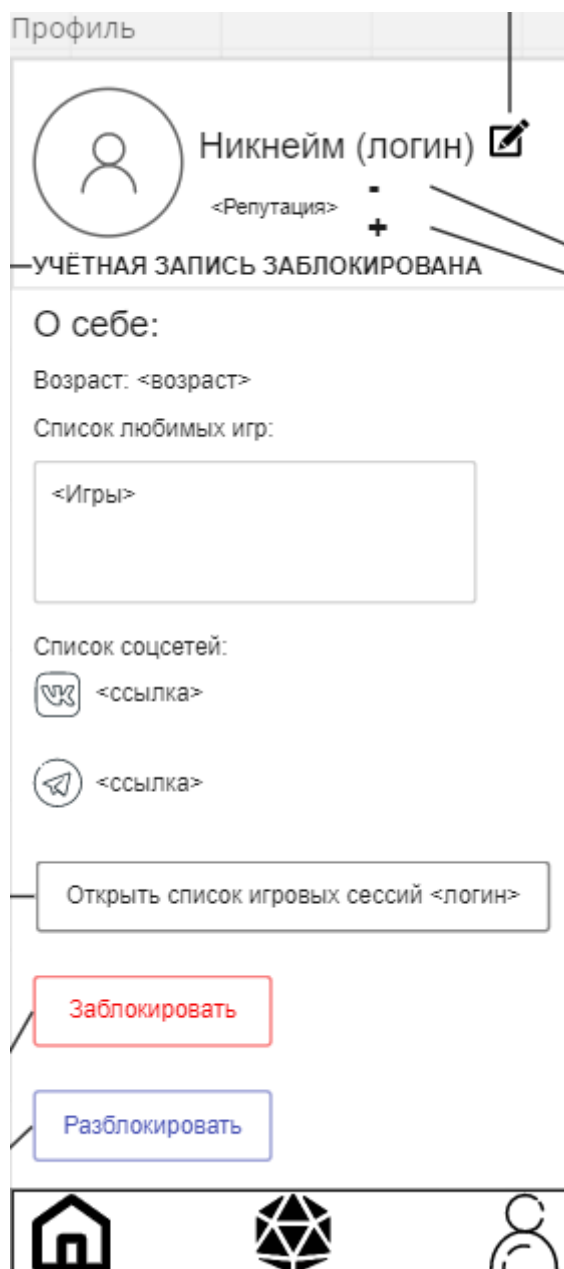 Профиль
Никнейм (логин)
<Репутация>
-
+
УЧЁТНАЯ ЗАПИСЬ ЗАБЛОКИРОВАНА
О себе:
Возраст: <возраст>
Список любимых игр:
<Игры>
Список соцсетей:
<ссылка>
<ссылка>
Открыть список игровых сессий <логин>
Заблокировать
Разблокировать